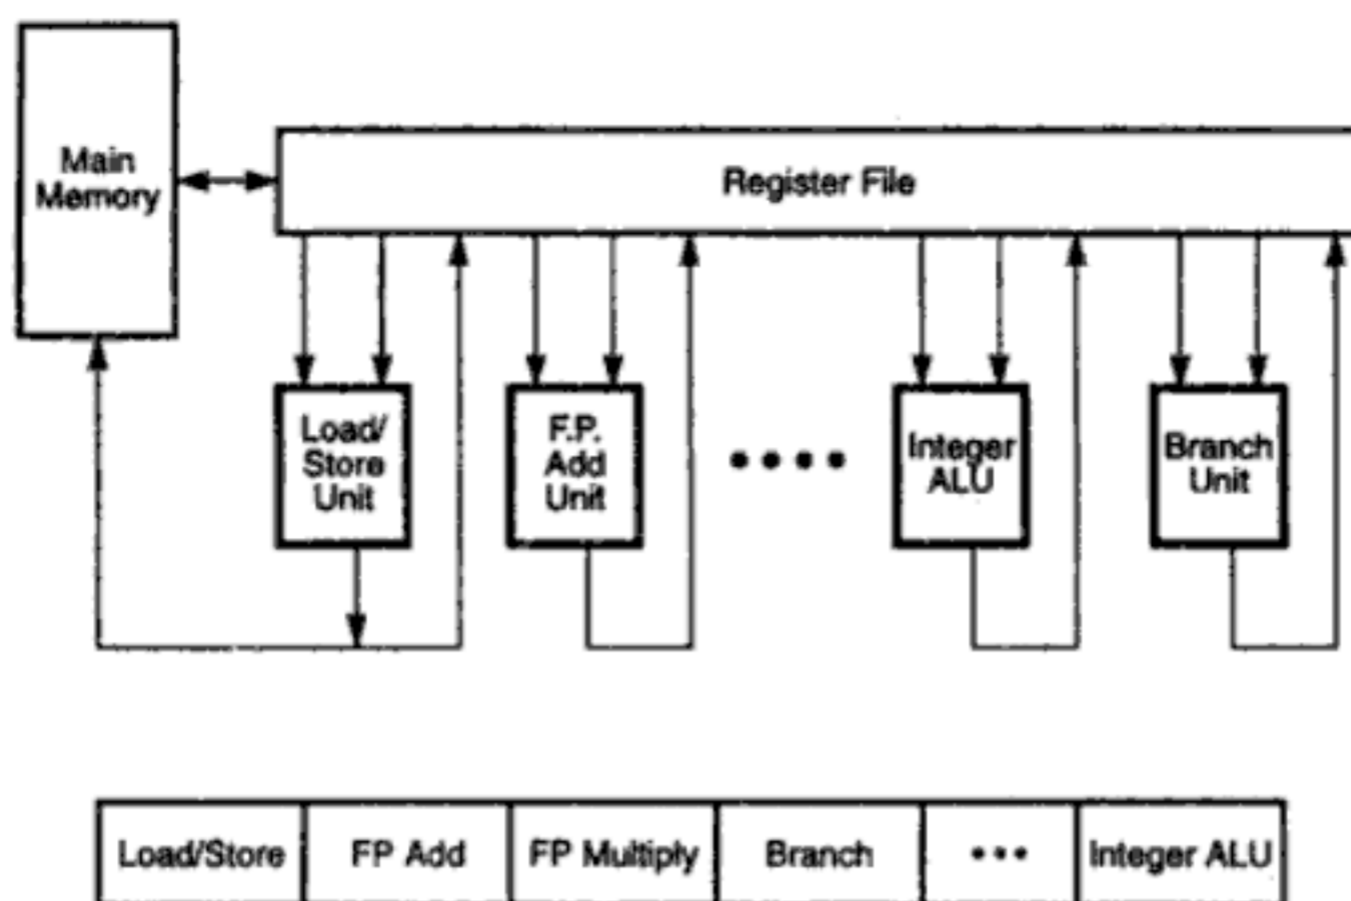 Main
Memory
Register File
Load/
Store
Unit
F.P.
Add
Unit
••••
Integer
ALU
Branch
Unit
Load/Store
FP Add
FP Multiply
Branch
•••
Integer ALU